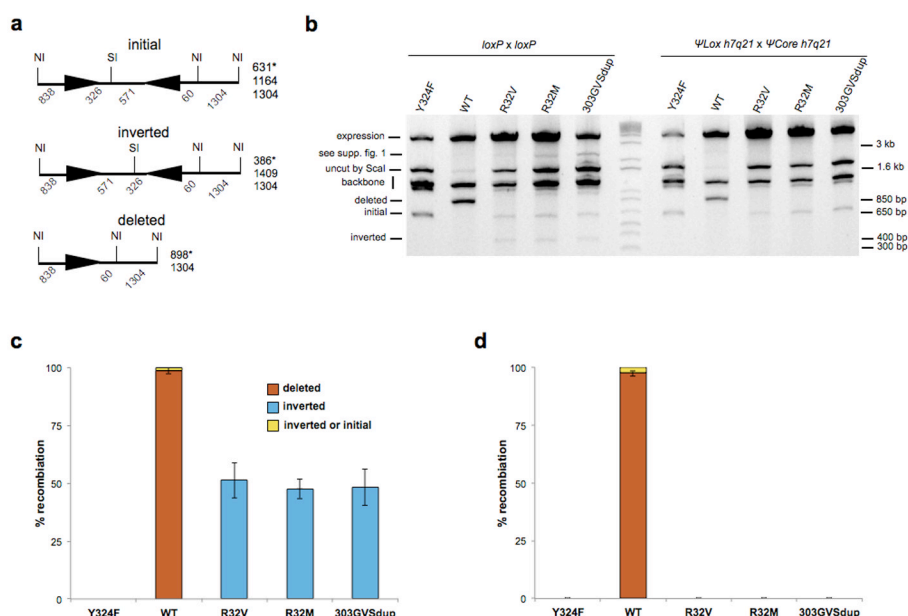 a
initial
NI
SI
NI
NI
838
326
571
60
1304
631*
1164
1304
inverted
NI
SI
NI
NI
838
571
326
60
1304
386*
1409
1304
deleted
NI
NI
NI
838
60
1304
898*
1304
b
loxP x loxP
ΨLox h7q21 x ΨCore h7q21
Y324F
WT
R32V
R32M
303GVSdup
Y324F
WT
R32V
R32M
303GVSdup
expression
see supp. fig. 1
uncut by ScaI
backbone
deleted
initial
inverted
3 kb
1.6 kb
850 bp
650 bp
400 bp
300 bp
c
% recombiation
100
75
50
25
0
deleted
inverted
inverted or initial
Y324F
WT
R32V
R32M
303GVSdup
d
% recombiation
100
75
50
25
0
Y324F
WT
R32V
R32M
303GVSdup